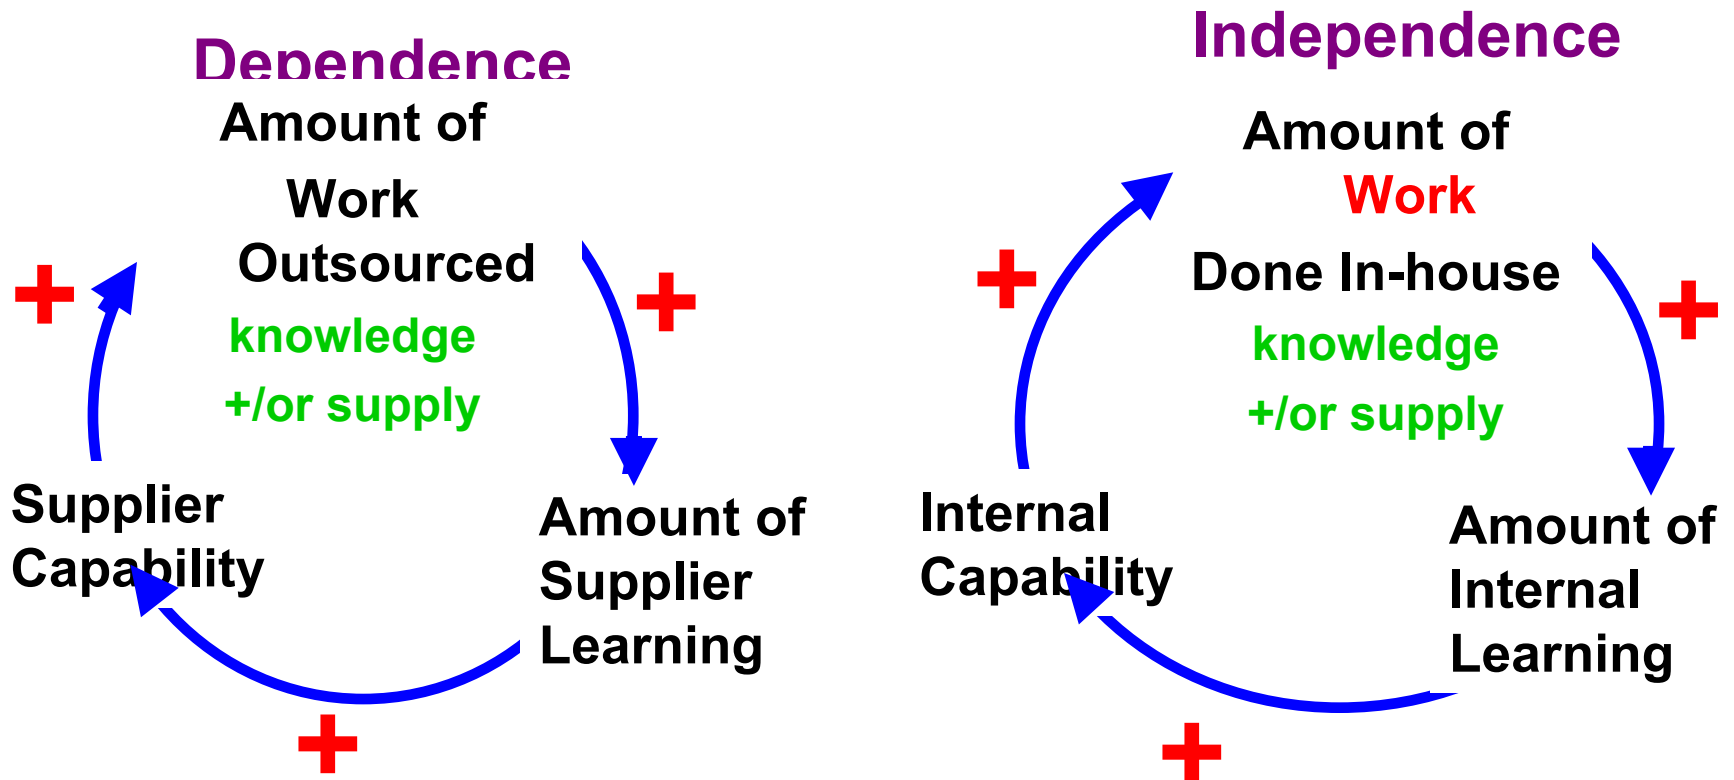 Dependence
Amount of
Work
Outsourced
knowledge
+/or supply
+
+
Supplier
Capability
Amount of
Supplier
Learning
+
Independence
Amount of
Work
Done In-house
knowledge
+/or supply
+
+
Internal
Capability
Amount of
Internal
Learning
+